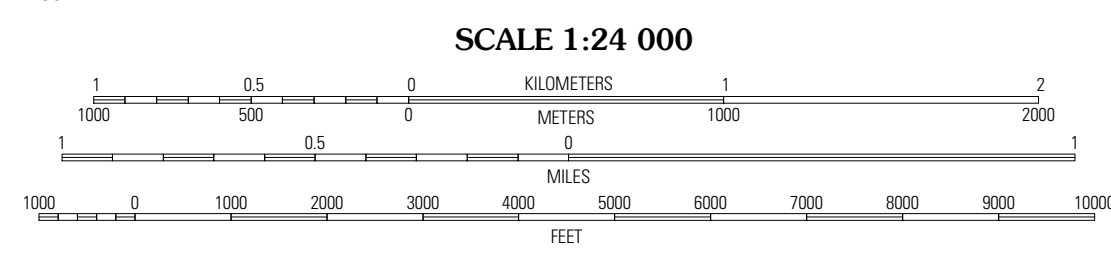 SCALE 1:24 000
1 0.5 0 KILOMETERS 1 2
1000 500 0 METERS 1000 2000
1 0.5 0 1
MILES
1000 0 1000 2000 3000 4000 5000 6000 7000 8000 9000 10000
FEET